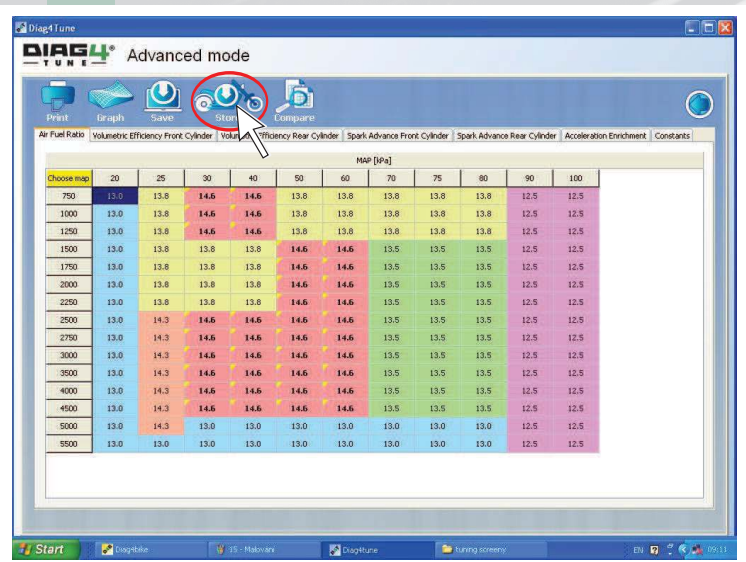 Diag4Tune
DIAG4 TUNE Advanced mode
Print Graph Save Store Compare
Air Fuel Ratio Volumetric Efficiency Front Cylinder Volumetric Efficiency Rear Cylinder Spark Advance Front Cylinder Spark Advance Rear Cylinder Acceleration Enrichment Constants
MAP [kPa]
Choose map 20 25 30 40 50 60 70 75 80 90 100
750 13.0 13.8 14.6 14.6 13.8 13.8 13.8 13.8 13.8 12.5 12.5
1000 13.0 13.8 14.6 14.6 13.8 13.8 13.8 13.8 13.8 12.5 12.5
1250 13.0 13.8 14.6 14.6 13.8 13.8 13.8 13.8 13.8 12.5 12.5
1500 13.0 13.8 13.8 13.8 14.6 14.6 13.5 13.5 13.5 12.5 12.5
1750 13.0 13.8 13.8 13.8 14.6 14.6 13.5 13.5 13.5 12.5 12.5
2000 13.0 13.8 13.8 13.8 14.6 14.6 13.5 13.5 13.5 12.5 12.5
2250 13.0 13.8 13.8 13.8 14.6 14.6 13.5 13.5 13.5 12.5 12.5
2500 13.0 14.3 14.6 14.6 14.6 14.6 13.5 13.5 13.5 12.5 12.5
2750 13.0 14.3 14.6 14.6 14.6 14.6 13.5 13.5 13.5 12.5 12.5
3000 13.0 14.3 14.6 14.6 14.6 14.6 13.5 13.5 13.5 12.5 12.5
3500 13.0 14.3 14.6 14.6 14.6 14.6 13.5 13.5 13.5 12.5 12.5
4000 13.0 14.3 14.6 14.6 14.6 14.6 13.5 13.5 13.5 12.5 12.5
4500 13.0 14.3 14.6 14.6 14.6 14.6 13.5 13.5 13.5 12.5 12.5
5000 13.0 14.3 13.0 13.0 13.0 13.0 13.0 13.0 13.0 12.5 12.5
5500 13.0 13.0 13.0 13.0 13.0 13.0 13.0 13.0 13.0 12.5 12.5
Start Diag4bike 15 - Malování Diag4tune tuning screeny EN 09:11